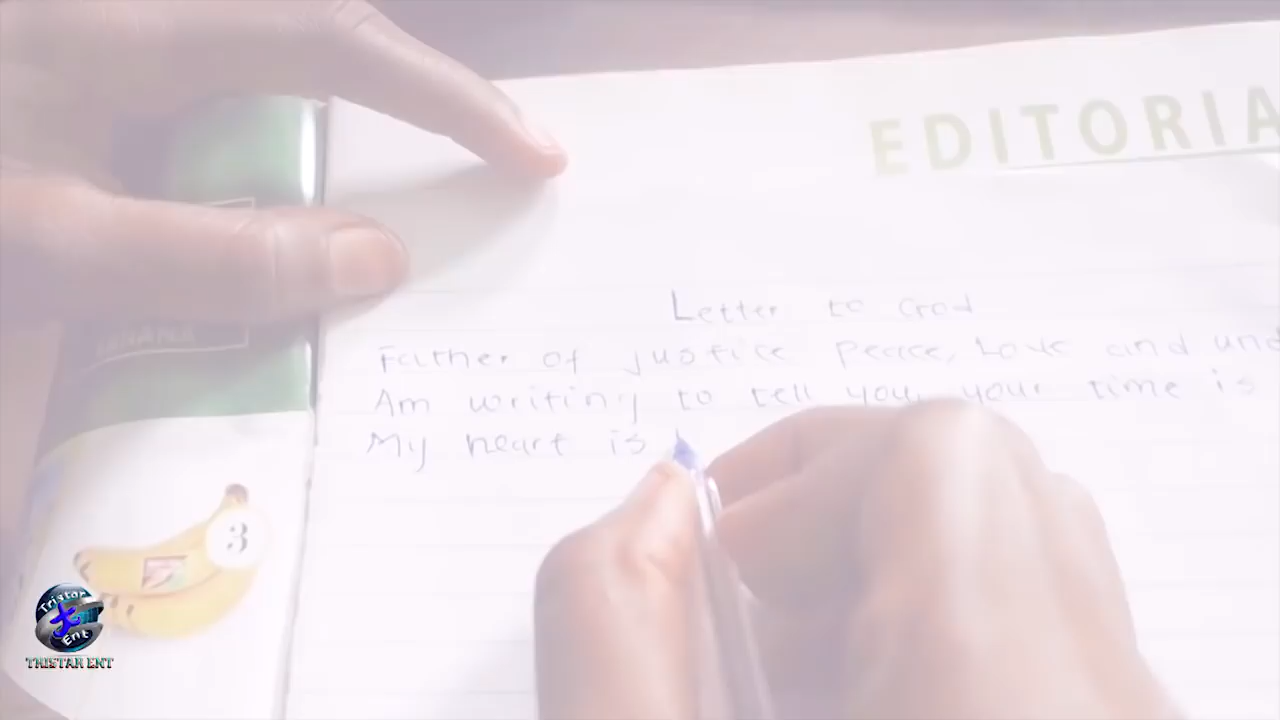 EDITORIA
Letter to God
Father of justice peace, Love and und
Am writing to tell you, your time is
My heart is
3
Tristar
Ent
TRISTAR ENT